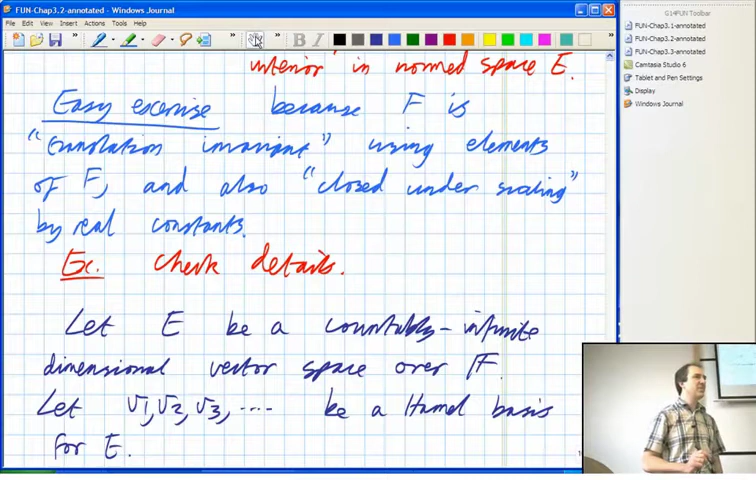 FUN-Chap3.2-annotated - Windows Journal
File Edit View Insert Actions Tools Help
interior" in normed space E.
Easy exercise because F is
"translation invariant" using elements
of F, and also "closed under scaling"
by real constants.
Ex. Check details.
Let E be a countably-infinite
dimensional vector space over 𝔽.
Let v1, v2, v3, .... be a Hamel basis
for E.
G14FUN Toolbar
FUN-Chap3.1-annotated
FUN-Chap3.2-annotated
FUN-Chap3.3-annotated
Camtasia Studio 6
Tablet and Pen Settings
Display
Windows Journal